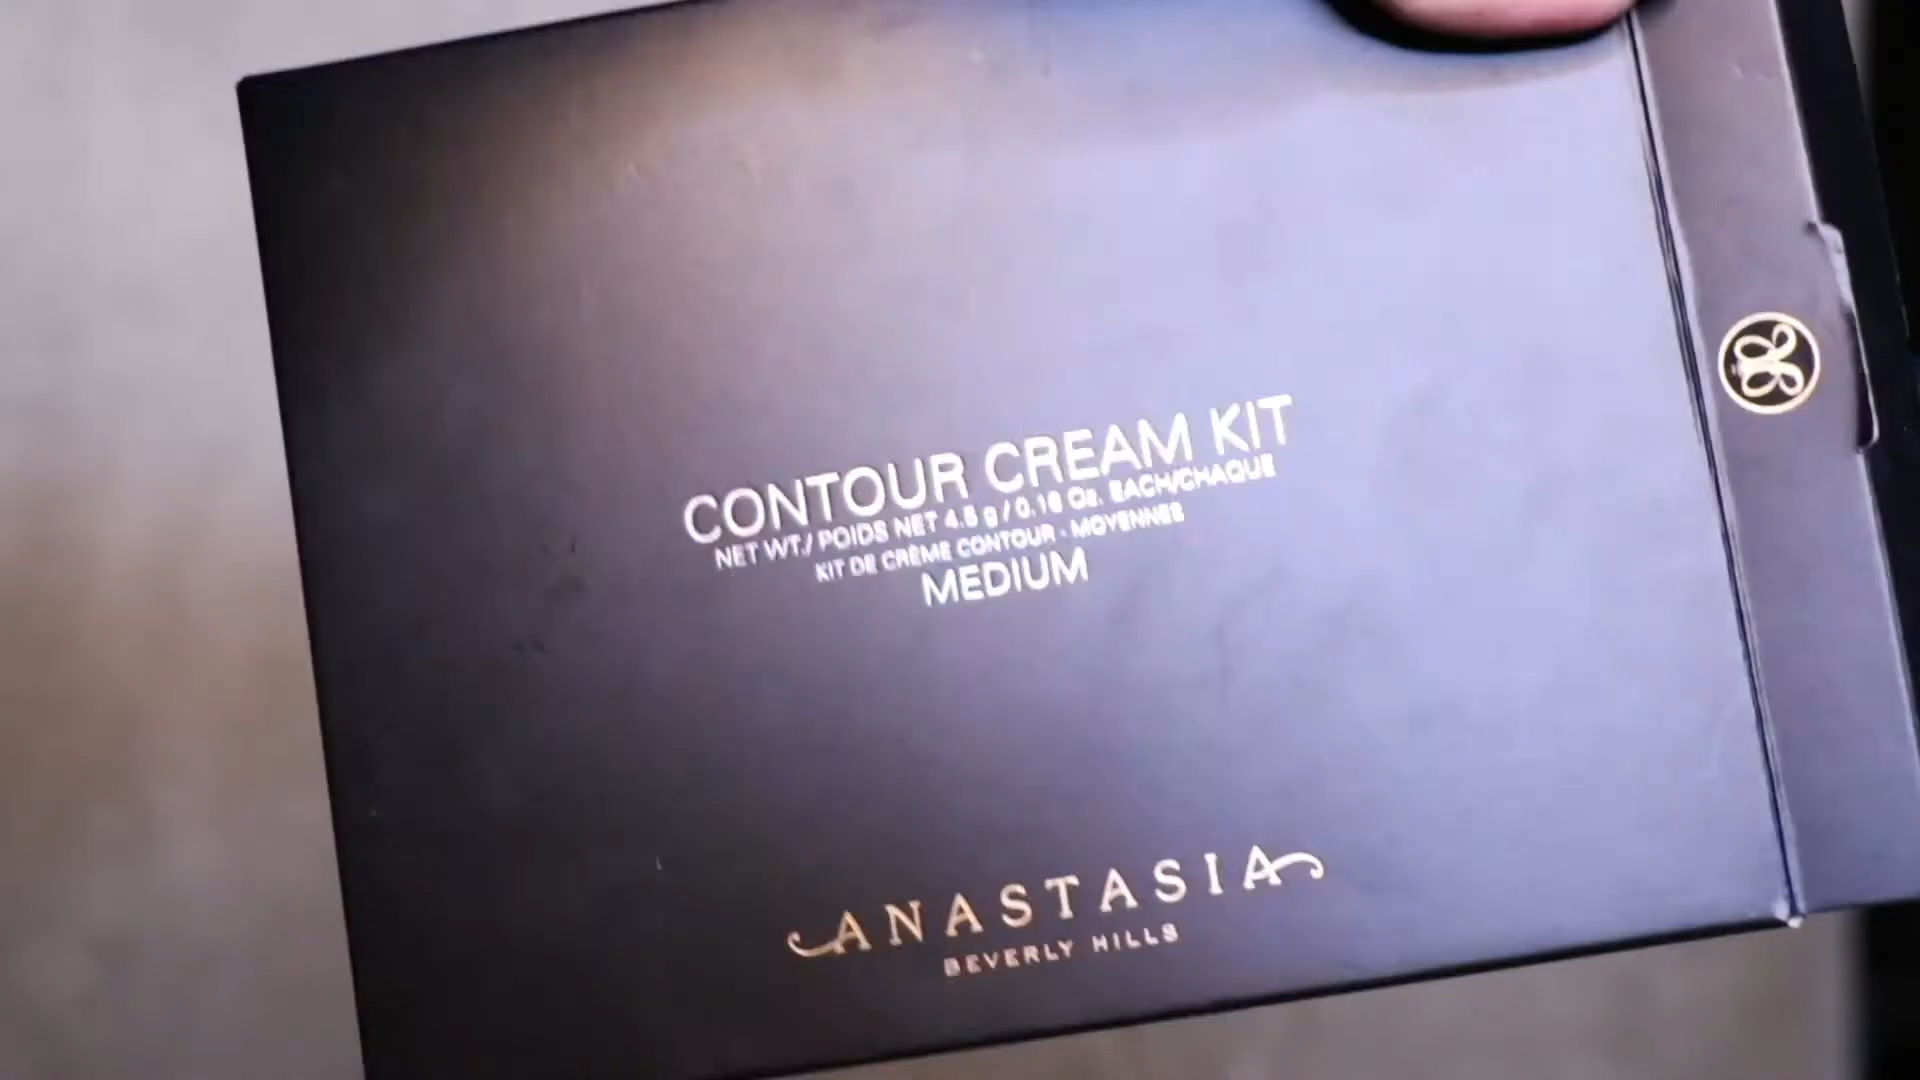 CONTOUR CREAM KIT
NET WT./ POIDS NET 4.5 g / 0.16 Oz. EACH/CHAQUE
KIT DE CRÈME CONTOUR · MOYENNES
MEDIUM
ANASTASIA
BEVERLY HILLS